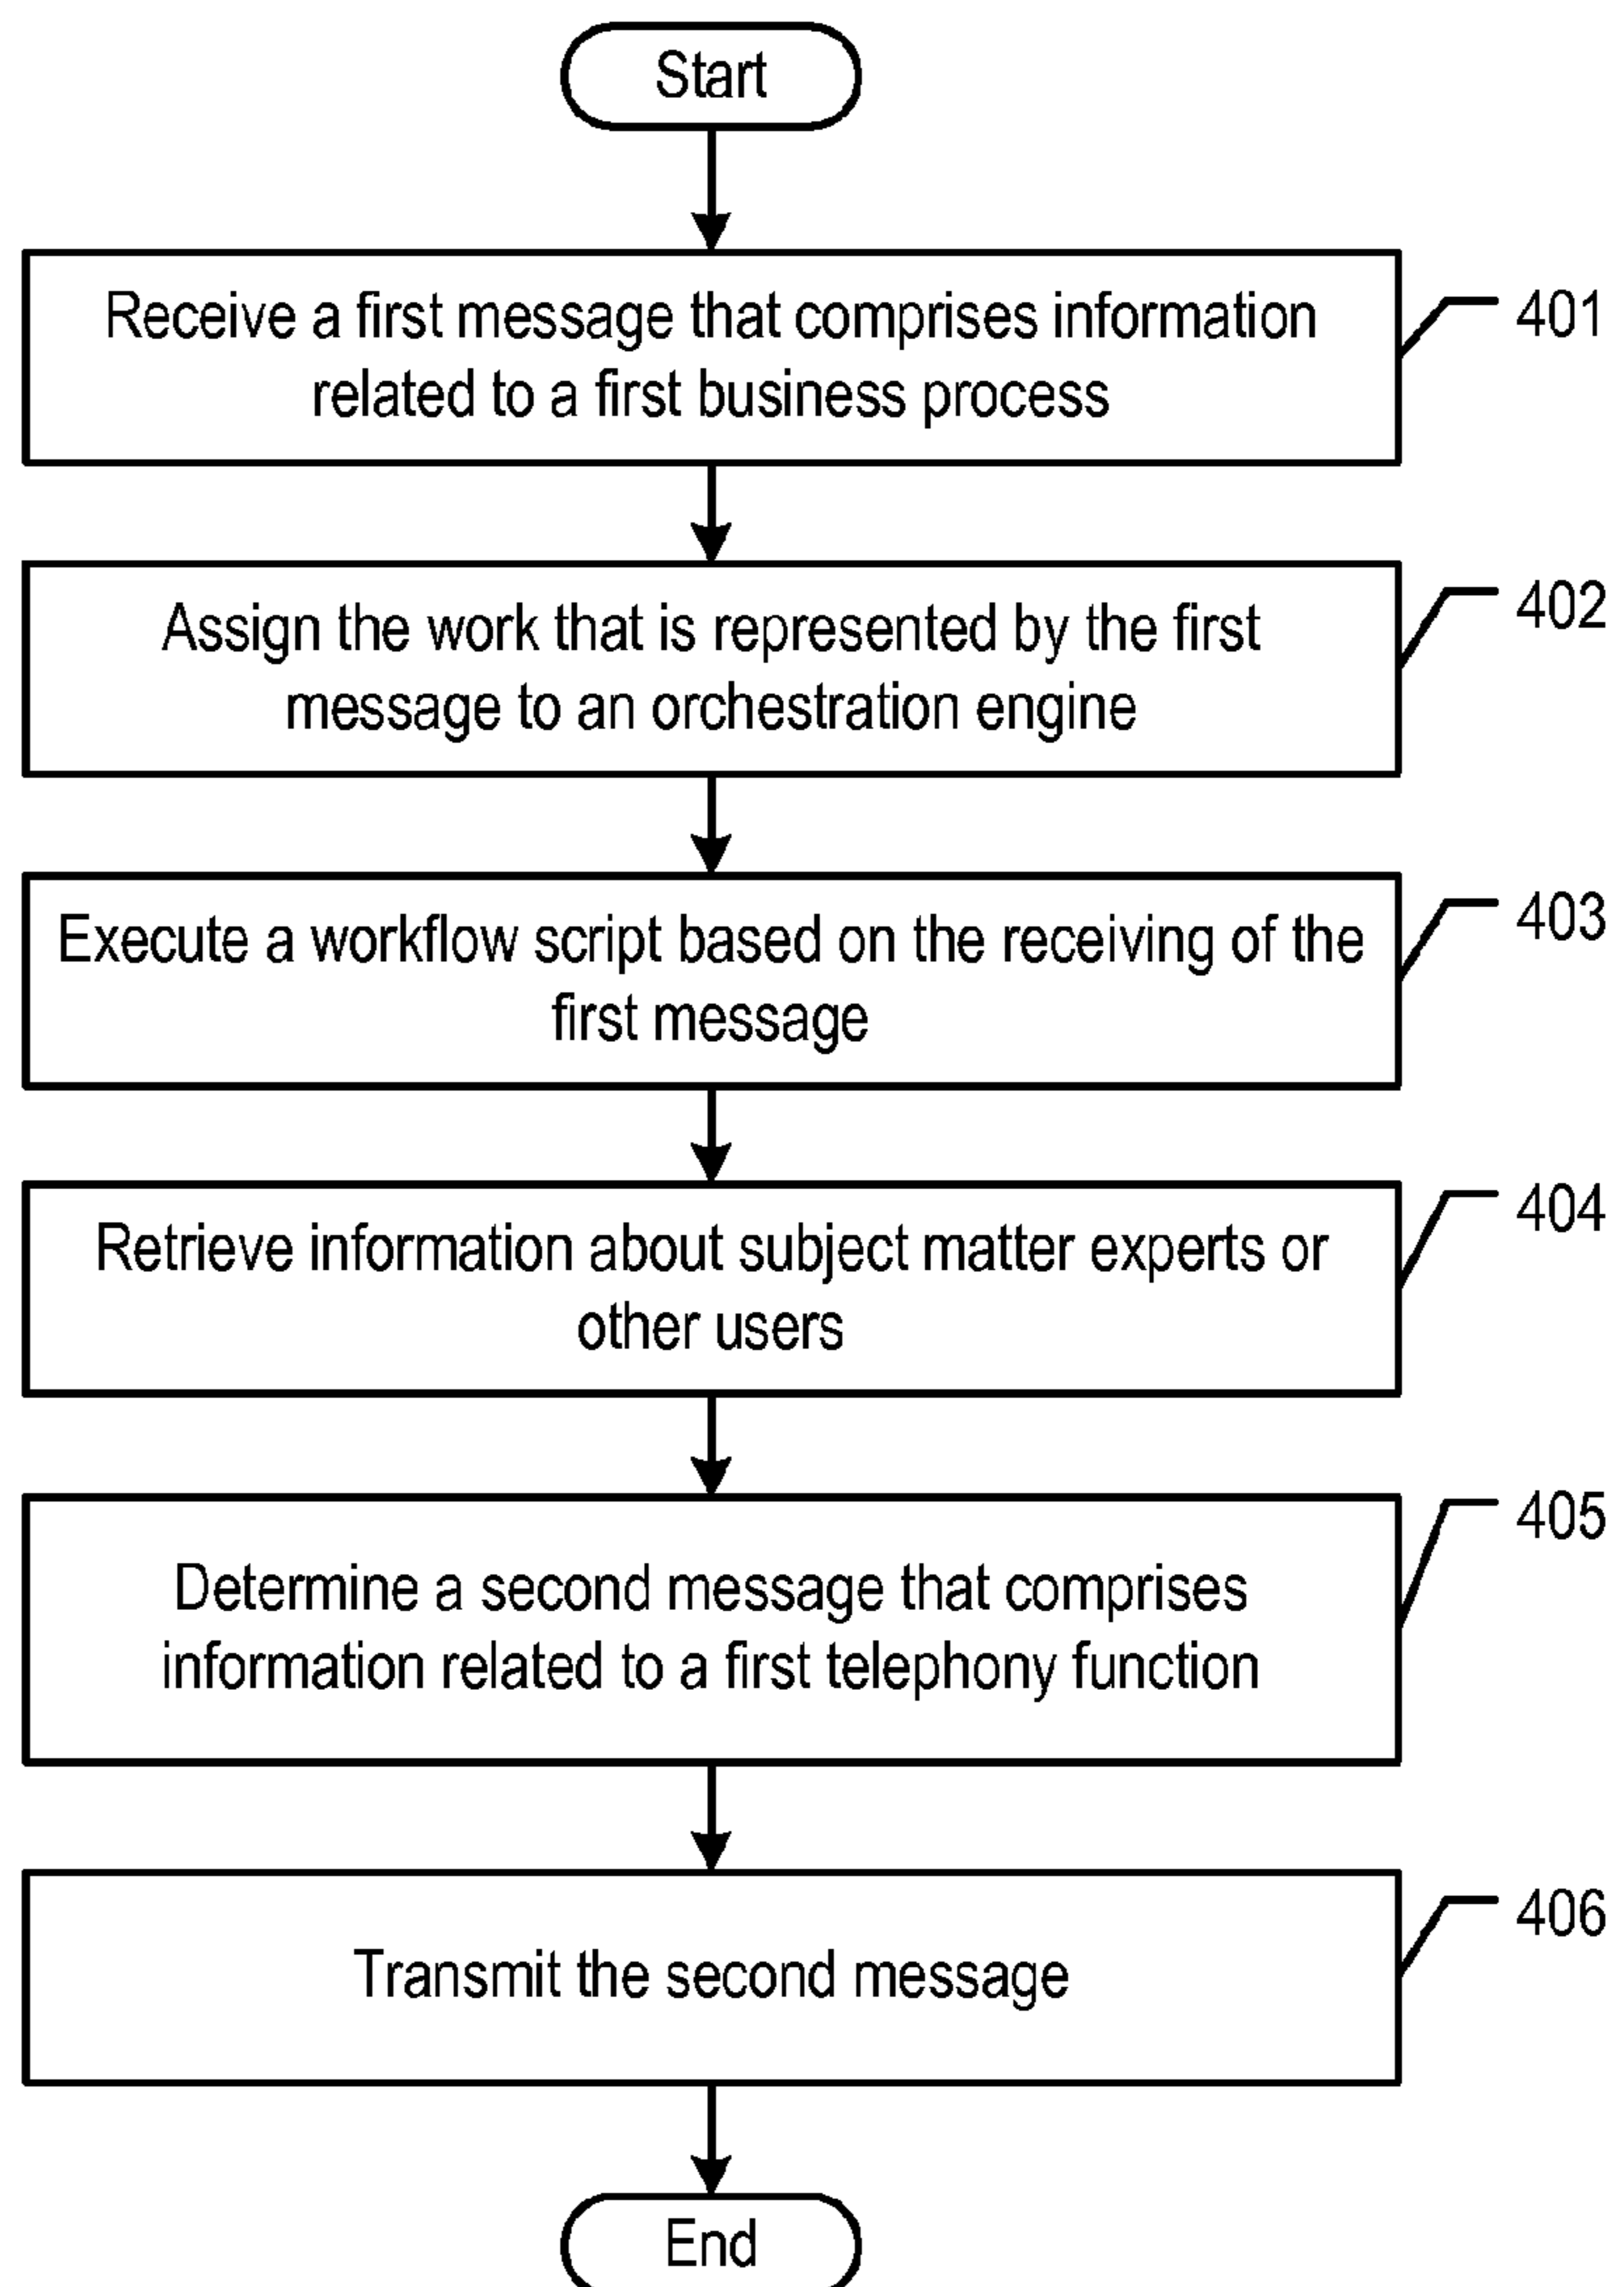 Start
Receive a first message that comprises information
related to a first business process
401
Assign the work that is represented by the first
message to an orchestration engine
402
Execute a workflow script based on the receiving of the
first message
403
Retrieve information about subject matter experts or
other users
404
Determine a second message that comprises
information related to a first telephony function
405
Transmit the second message
406
End